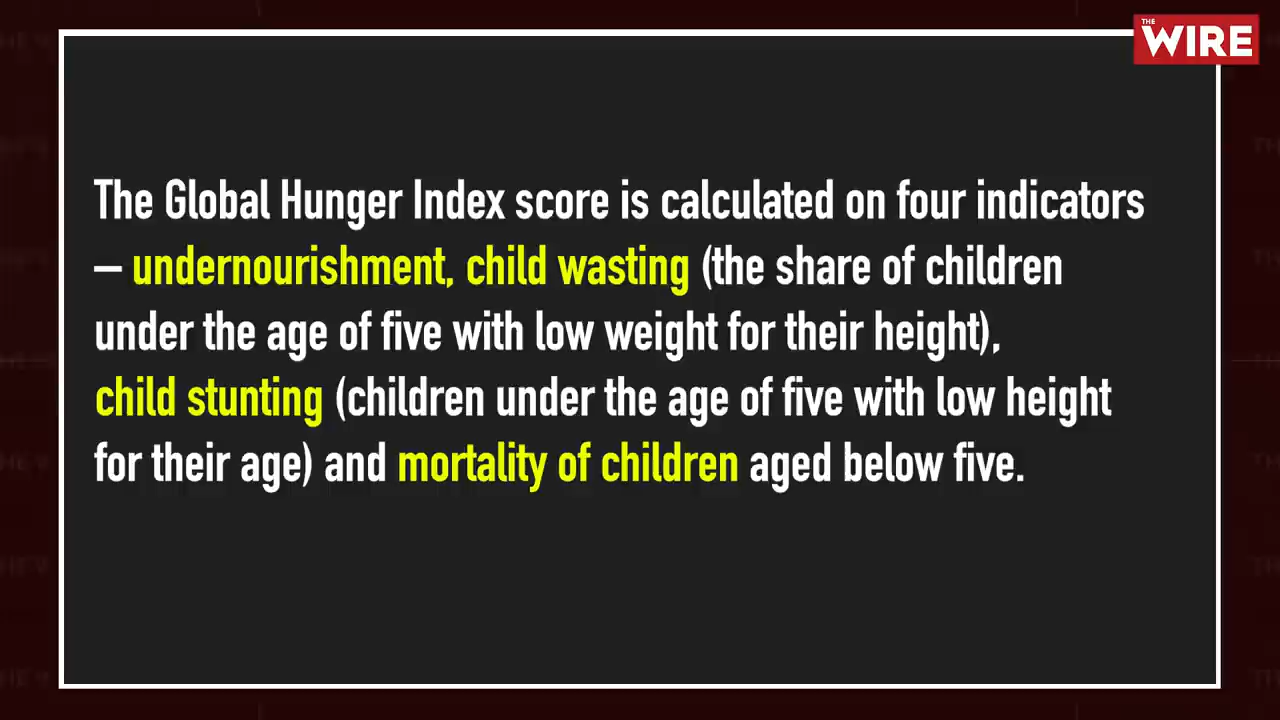 THE
WIRE
The Global Hunger Index score is calculated on four indicators
– undernourishment, child wasting (the share of children
under the age of five with low weight for their height),
child stunting (children under the age of five with low height
for their age) and mortality of children aged below five.